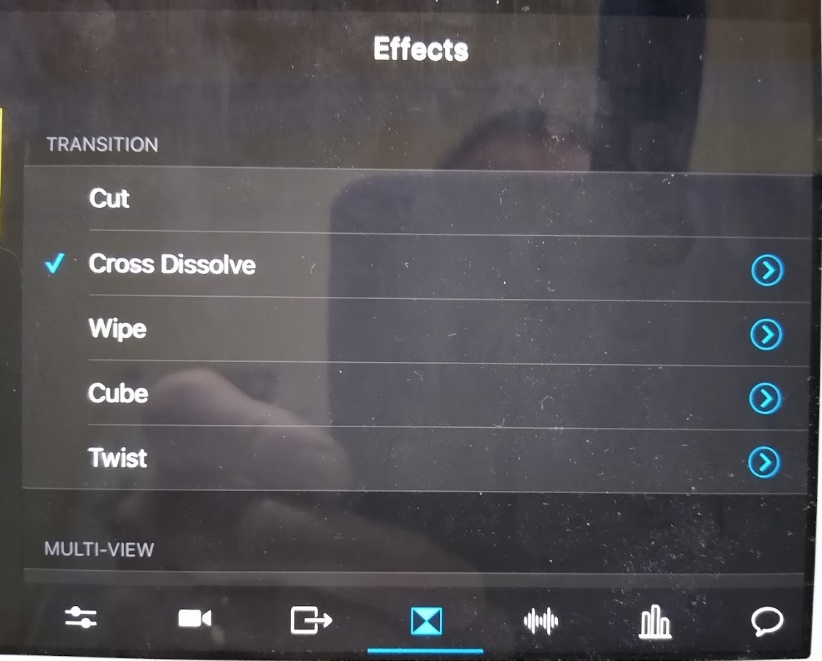 Effects
TRANSITION
Cut
Cross Dissolve
Wipe
Cube
Twist
MULTI-VIEW